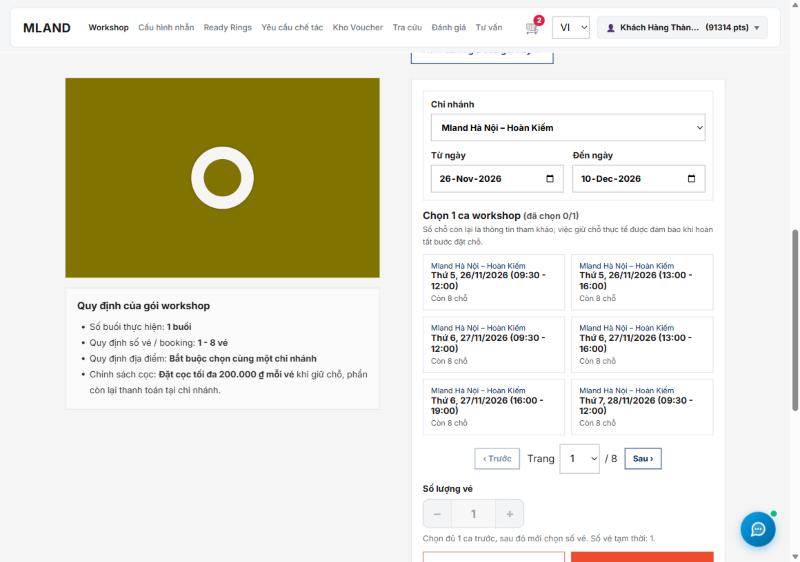 MLAND
Workshop Cấu hình nhẫn Ready Rings Yêu cầu chế tác Kho Voucher Tra cứu Đánh giá Tư vấn
2
VI
Khách Hàng Thàn... (91314 pts)
Quy định của gói workshop
• Số buổi thực hiện: 1 buổi
• Quy định số vé / booking: 1 - 8 vé
• Quy định địa điểm: Bắt buộc chọn cùng một chi nhánh
• Chính sách cọc: Đặt cọc tối đa 200.000 ₫ mỗi vé khi giữ chỗ, phần
còn lại thanh toán tại chi nhánh.
Chi nhánh
Mland Hà Nội – Hoàn Kiếm
Từ ngày
Đến ngày
26-Nov-2026
10-Dec-2026
Chọn 1 ca workshop (đã chọn 0/1)
Số chỗ còn lại là thông tin tham khảo; việc giữ chỗ thực tế được đảm bảo khi hoàn
tất bước đặt chỗ.
Mland Hà Nội – Hoàn Kiếm
Thứ 5, 26/11/2026 (09:30 -
12:00)
Còn 8 chỗ
Mland Hà Nội – Hoàn Kiếm
Thứ 5, 26/11/2026 (13:00 -
16:00)
Còn 8 chỗ
Mland Hà Nội – Hoàn Kiếm
Thứ 6, 27/11/2026 (09:30 -
12:00)
Còn 8 chỗ
Mland Hà Nội – Hoàn Kiếm
Thứ 6, 27/11/2026 (13:00 -
16:00)
Còn 8 chỗ
Mland Hà Nội – Hoàn Kiếm
Thứ 6, 27/11/2026 (16:00 -
19:00)
Còn 8 chỗ
Mland Hà Nội – Hoàn Kiếm
Thứ 7, 28/11/2026 (09:30 -
12:00)
Còn 8 chỗ
‹ Trước Trang 1 / 8 Sau ›
Số lượng vé
− 1 +
Chọn đủ 1 ca trước, sau đó mới chọn số vé. Số vé tạm thời: 1.